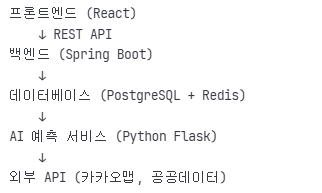 프론트엔드 (React)
↓ REST API
백엔드 (Spring Boot)
↓
데이터베이스 (PostgreSQL + Redis)
↓
AI 예측 서비스 (Python Flask)
↓
외부 API (카카오맵, 공공데이터)